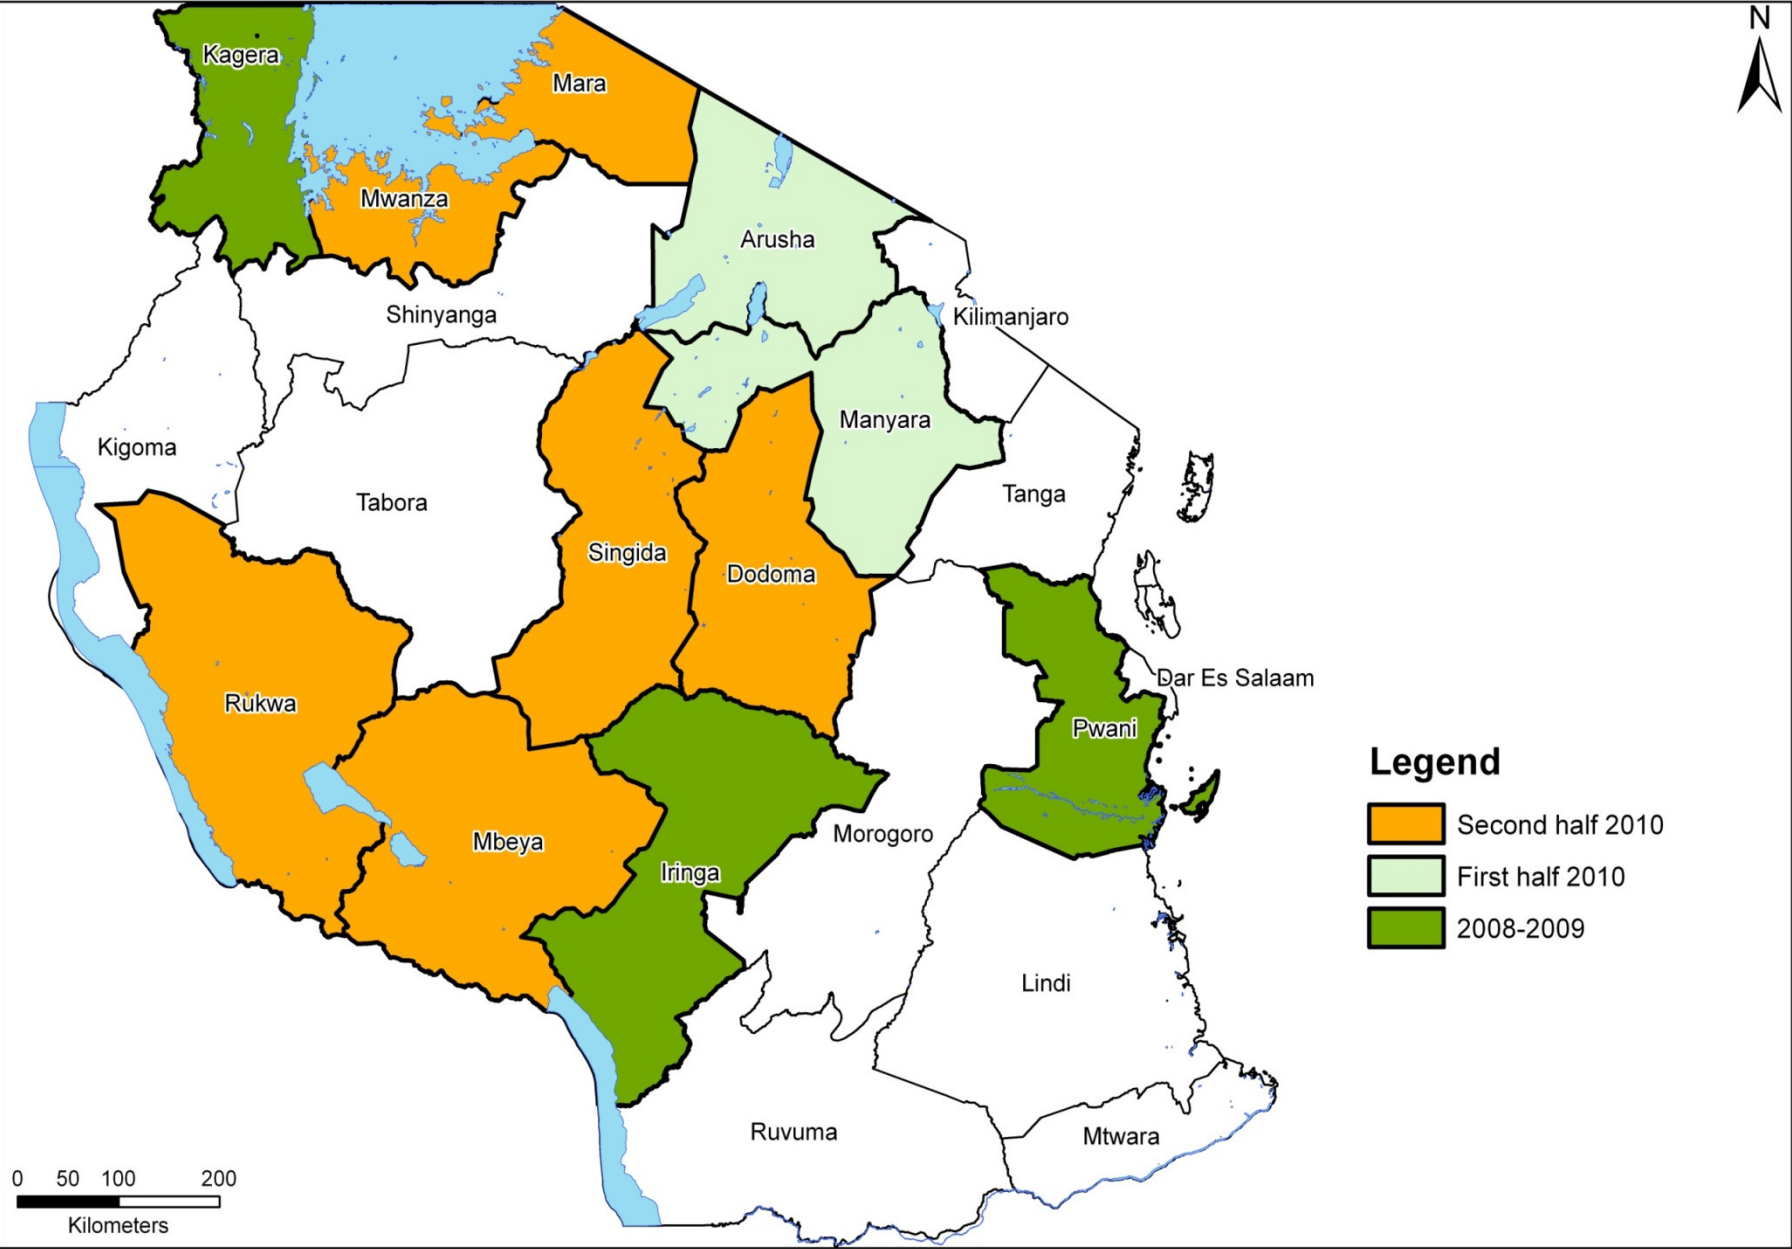 N
Kagera
Mara
Mwanza
Arusha
Shinyanga
Kilimanjaro
Manyara
Kigoma
Tabora
Tanga
Singida
Dodoma
Rukwa
Dar Es Salaam
Pwani
Mbeya
Morogoro
Iringa
Lindi
Ruvuma
Mtwara
Legend
Second half 2010
First half 2010
2008-2009
0 50 100 200
Kilometers